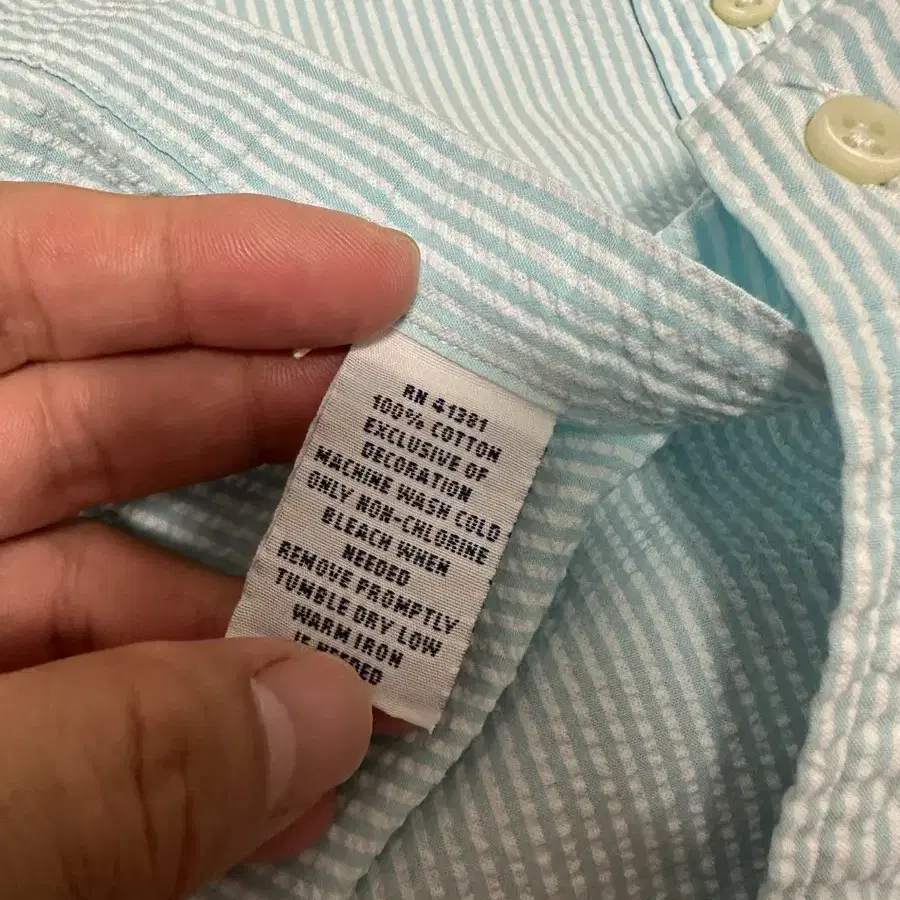 RN 41381
100% COTTON
EXCLUSIVE OF
DECORATION
MACHINE WASH COLD
ONLY NON-CHLORINE
BLEACH WHEN
NEEDED
REMOVE PROMPTLY
TUMBLE DRY LOW
WARM IRON
IF NEEDED